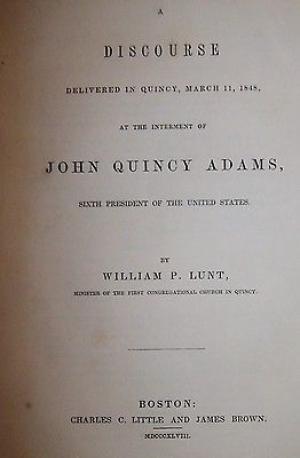 A
DISCOURSE
DELIVERED IN QUINCY, MARCH 11, 1848,
AT THE INTERMENT OF
JOHN QUINCY ADAMS,
SIXTH PRESIDENT OF THE UNITED STATES.
BY
WILLIAM P. LUNT,
MINISTER OF THE FIRST CONGREGATIONAL CHURCH IN QUINCY.
BOSTON:
CHARLES C. LITTLE AND JAMES BROWN.
MDCCCXLVIII.